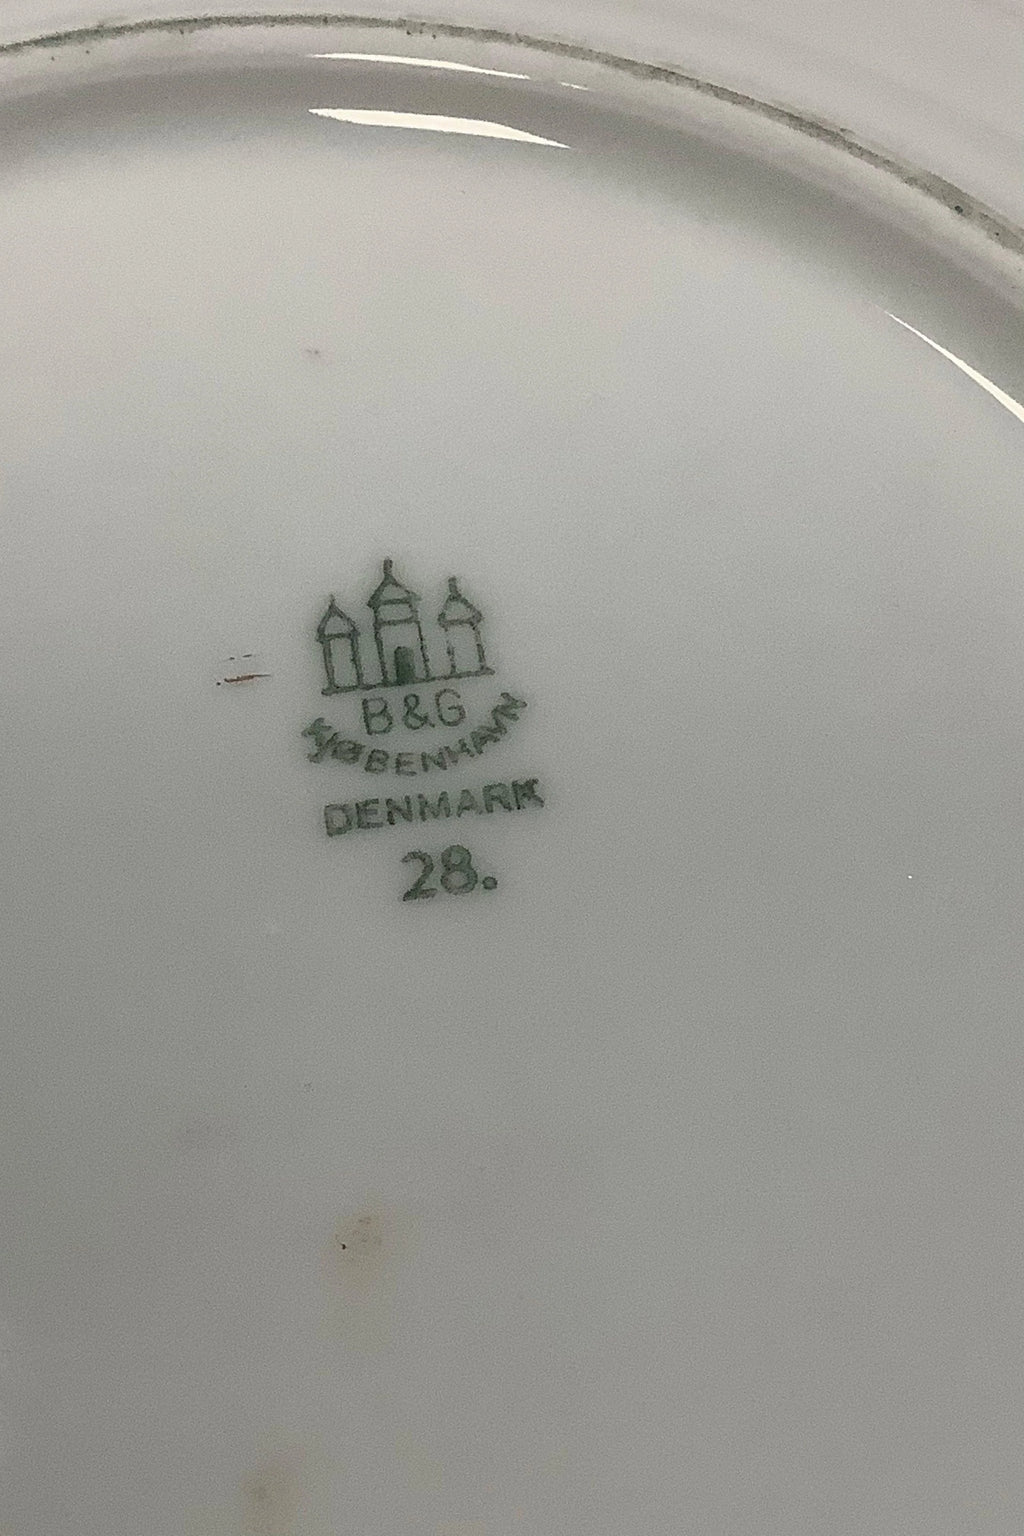 B&G
KJØBENHAVN
DENMARK
28.